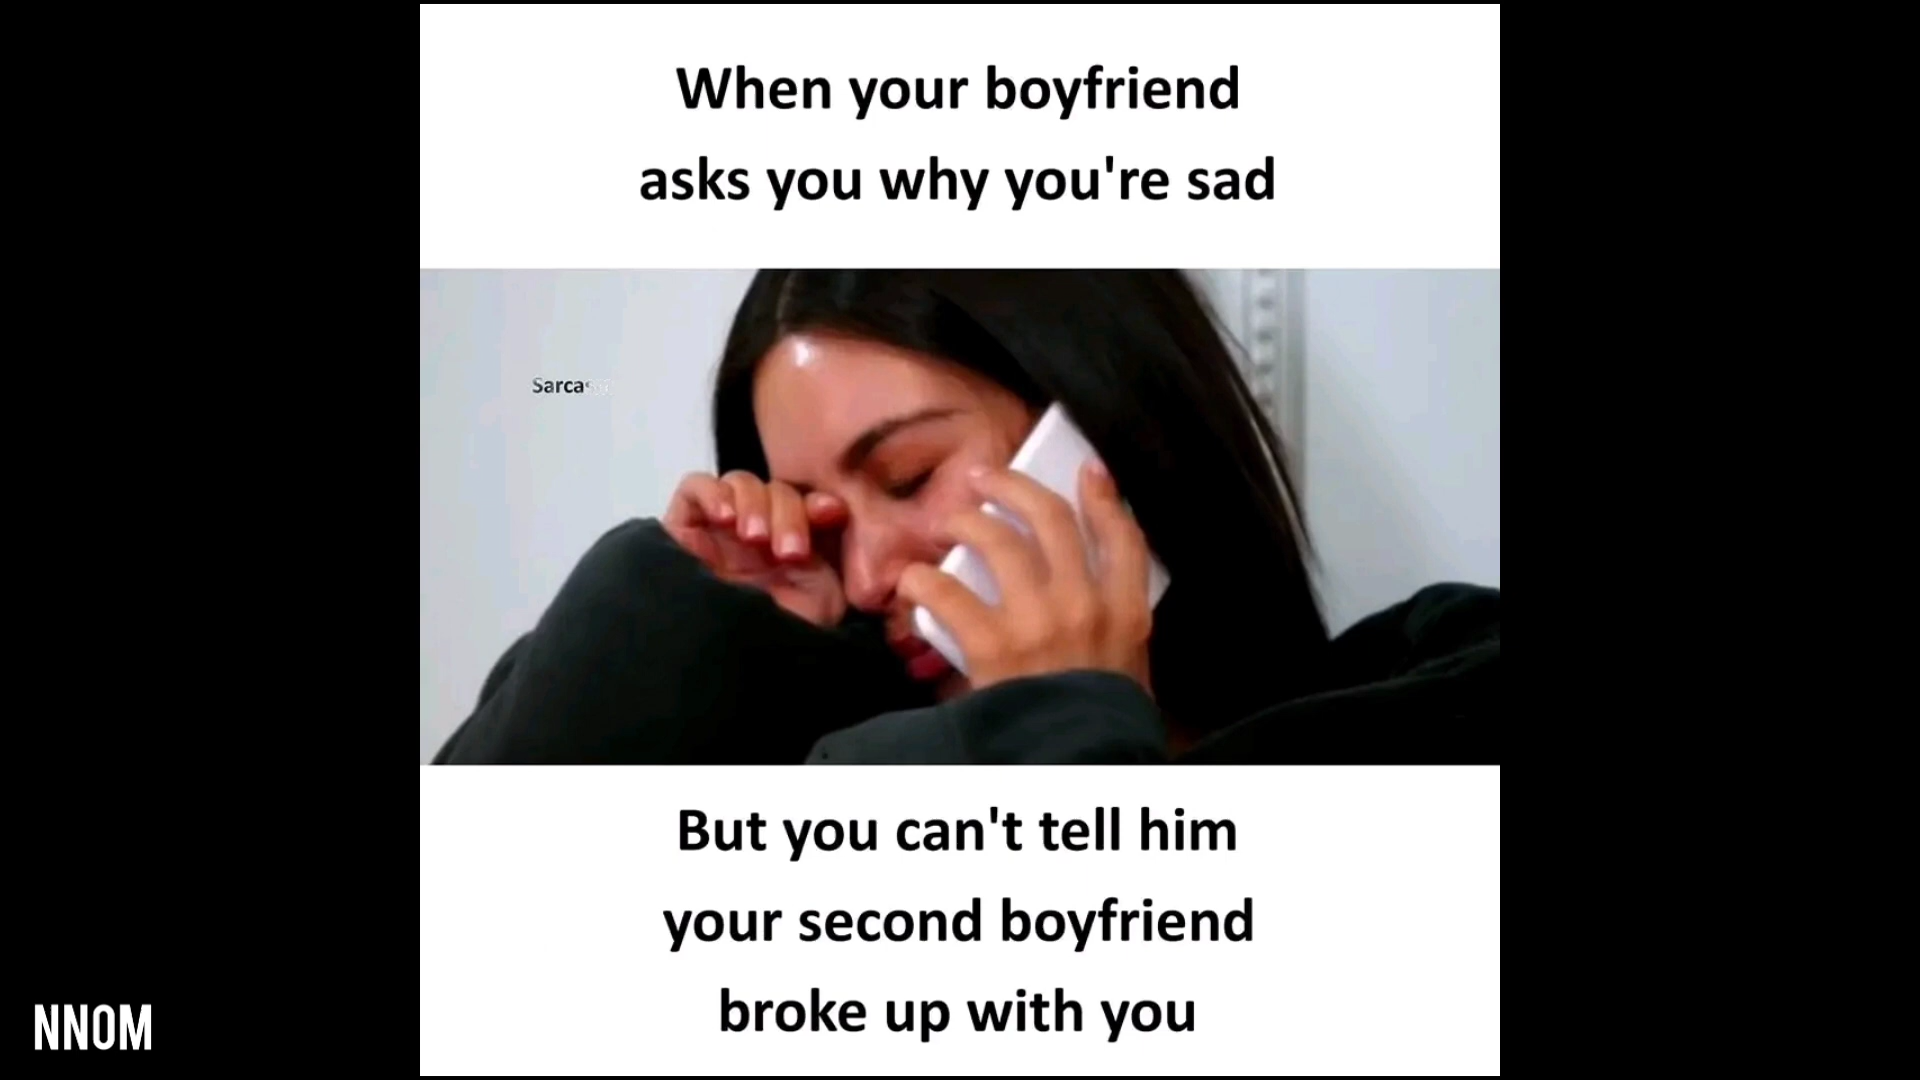 When your boyfriend
asks you why you're sad
Sarcas
But you can't tell him
your second boyfriend
broke up with you
NNOM